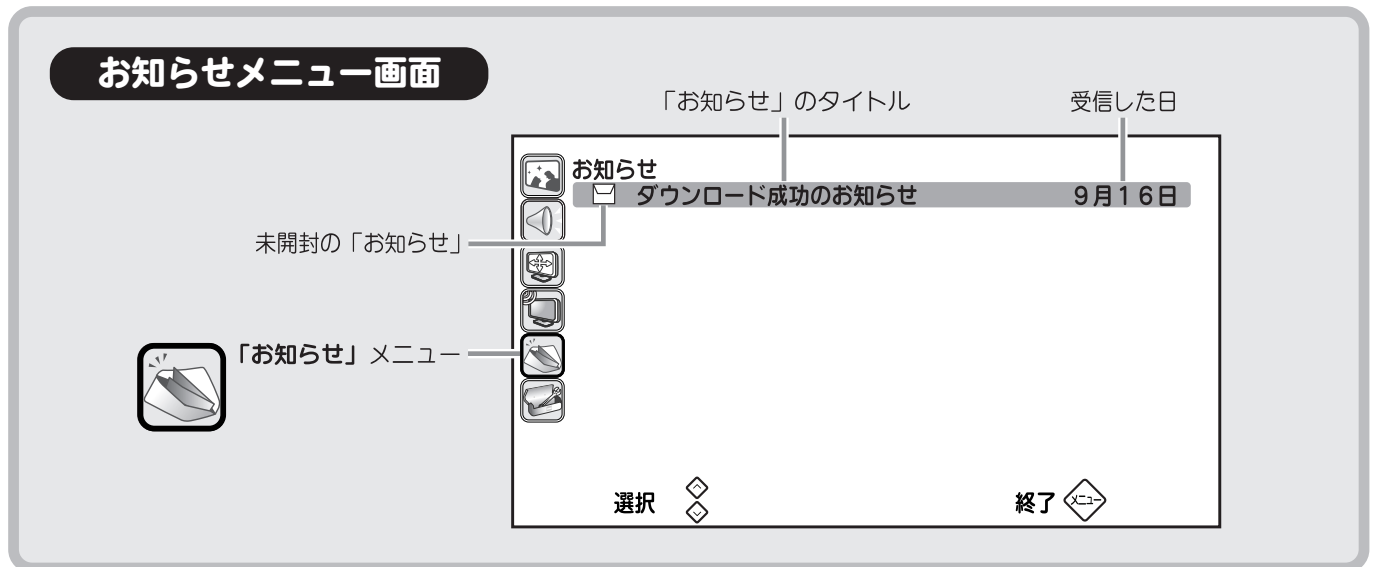 お知らせメニュー画面
「お知らせ」のタイトル
受信した日
お知らせ
ダウンロード成功のお知らせ 9月16日
未開封の「お知らせ」
「お知らせ」メニュー
選択
終了 メニュー